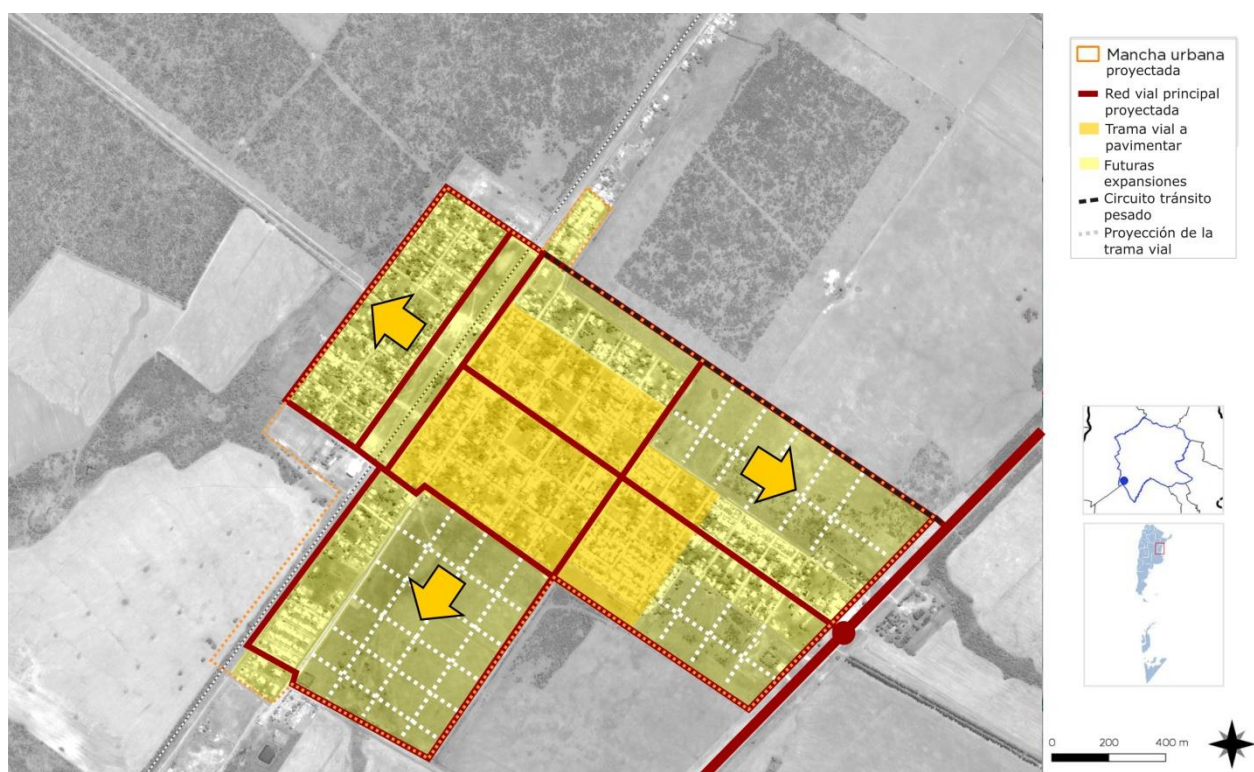 Mancha urbana
proyectada
Red vial principal
proyectada
Trama vial a
pavimentar
Futuras
expansiones
Circuito tránsito
pesado
Proyección de la
trama vial
0 200 400 m